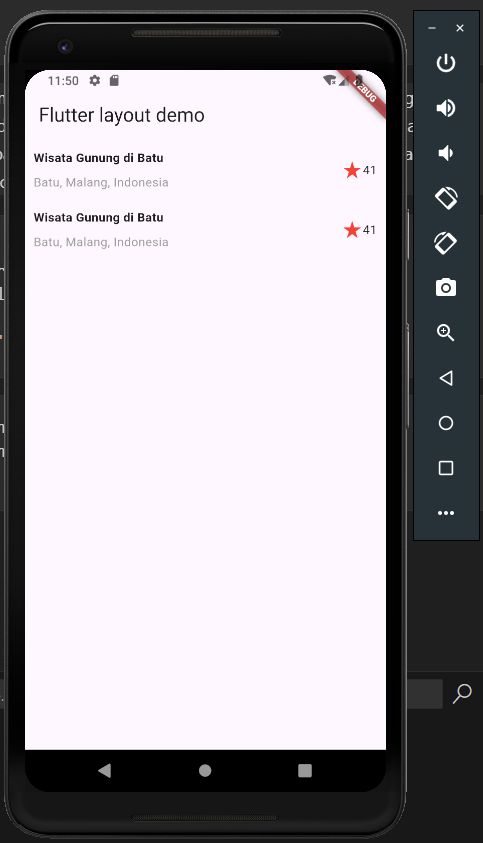 11:50
DEBUG
Flutter layout demo
Wisata Gunung di Batu
Batu, Malang, Indonesia
41
Wisata Gunung di Batu
Batu, Malang, Indonesia
41